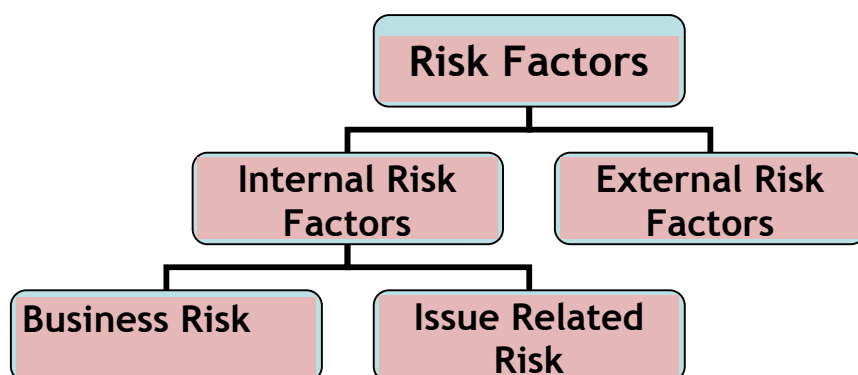 Risk Factors
Internal Risk
Factors
External Risk
Factors
Business Risk
Issue Related
Risk